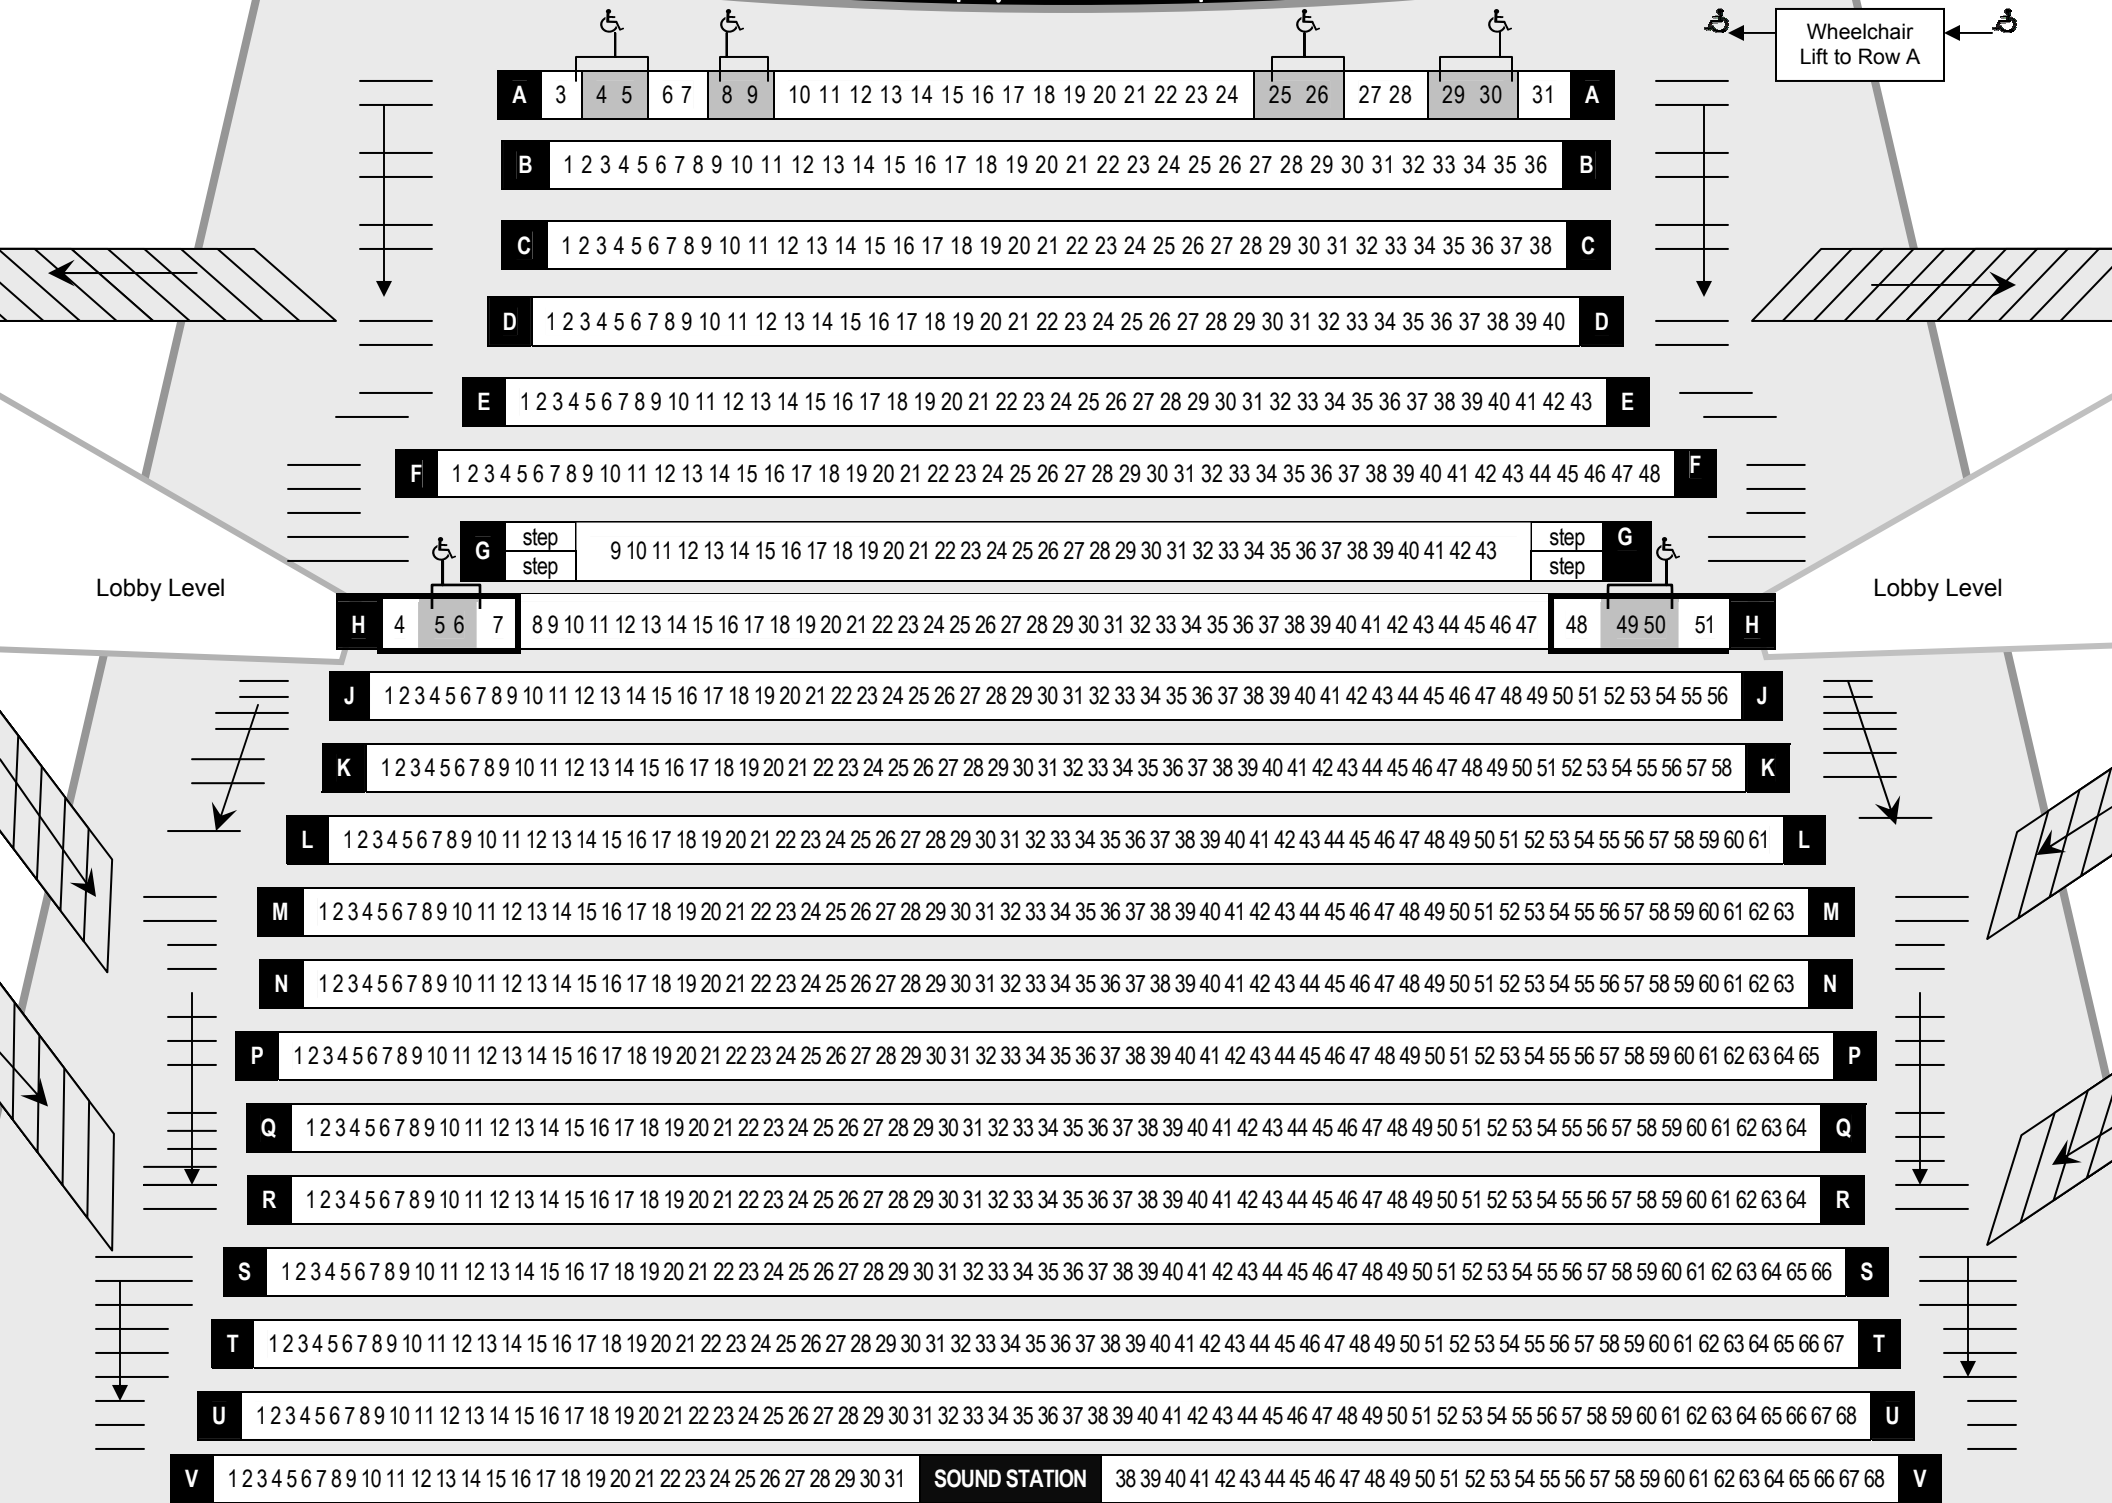 Wheelchair
Lift to Row A
A 3 4 5 6 7 8 9 10 11 12 13 14 15 16 17 18 19 20 21 22 23 24 25 26 27 28 29 30 31 A
B 1 2 3 4 5 6 7 8 9 10 11 12 13 14 15 16 17 18 19 20 21 22 23 24 25 26 27 28 29 30 31 32 33 34 35 36 B
C 1 2 3 4 5 6 7 8 9 10 11 12 13 14 15 16 17 18 19 20 21 22 23 24 25 26 27 28 29 30 31 32 33 34 35 36 37 38 C
D 1 2 3 4 5 6 7 8 9 10 11 12 13 14 15 16 17 18 19 20 21 22 23 24 25 26 27 28 29 30 31 32 33 34 35 36 37 38 39 40 D
E 1 2 3 4 5 6 7 8 9 10 11 12 13 14 15 16 17 18 19 20 21 22 23 24 25 26 27 28 29 30 31 32 33 34 35 36 37 38 39 40 41 42 43 E
F 1 2 3 4 5 6 7 8 9 10 11 12 13 14 15 16 17 18 19 20 21 22 23 24 25 26 27 28 29 30 31 32 33 34 35 36 37 38 39 40 41 42 43 44 45 46 47 48 F
step step
G 9 10 11 12 13 14 15 16 17 18 19 20 21 22 23 24 25 26 27 28 29 30 31 32 33 34 35 36 37 38 39 40 41 42 43 G
step step
Lobby Level Lobby Level
H 4 5 6 7 8 9 10 11 12 13 14 15 16 17 18 19 20 21 22 23 24 25 26 27 28 29 30 31 32 33 34 35 36 37 38 39 40 41 42 43 44 45 46 47 48 49 50 51 H
J 1 2 3 4 5 6 7 8 9 10 11 12 13 14 15 16 17 18 19 20 21 22 23 24 25 26 27 28 29 30 31 32 33 34 35 36 37 38 39 40 41 42 43 44 45 46 47 48 49 50 51 52 53 54 55 56 J
K 1 2 3 4 5 6 7 8 9 10 11 12 13 14 15 16 17 18 19 20 21 22 23 24 25 26 27 28 29 30 31 32 33 34 35 36 37 38 39 40 41 42 43 44 45 46 47 48 49 50 51 52 53 54 55 56 57 58 K
L 1 2 3 4 5 6 7 8 9 10 11 12 13 14 15 16 17 18 19 20 21 22 23 24 25 26 27 28 29 30 31 32 33 34 35 36 37 38 39 40 41 42 43 44 45 46 47 48 49 50 51 52 53 54 55 56 57 58 59 60 61 L
M 1 2 3 4 5 6 7 8 9 10 11 12 13 14 15 16 17 18 19 20 21 22 23 24 25 26 27 28 29 30 31 32 33 34 35 36 37 38 39 40 41 42 43 44 45 46 47 48 49 50 51 52 53 54 55 56 57 58 59 60 61 62 63 M
N 1 2 3 4 5 6 7 8 9 10 11 12 13 14 15 16 17 18 19 20 21 22 23 24 25 26 27 28 29 30 31 32 33 34 35 36 37 38 39 40 41 42 43 44 45 46 47 48 49 50 51 52 53 54 55 56 57 58 59 60 61 62 63 N
P 1 2 3 4 5 6 7 8 9 10 11 12 13 14 15 16 17 18 19 20 21 22 23 24 25 26 27 28 29 30 31 32 33 34 35 36 37 38 39 40 41 42 43 44 45 46 47 48 49 50 51 52 53 54 55 56 57 58 59 60 61 62 63 64 65 P
Q 1 2 3 4 5 6 7 8 9 10 11 12 13 14 15 16 17 18 19 20 21 22 23 24 25 26 27 28 29 30 31 32 33 34 35 36 37 38 39 40 41 42 43 44 45 46 47 48 49 50 51 52 53 54 55 56 57 58 59 60 61 62 63 64 Q
R 1 2 3 4 5 6 7 8 9 10 11 12 13 14 15 16 17 18 19 20 21 22 23 24 25 26 27 28 29 30 31 32 33 34 35 36 37 38 39 40 41 42 43 44 45 46 47 48 49 50 51 52 53 54 55 56 57 58 59 60 61 62 63 64 R
S 1 2 3 4 5 6 7 8 9 10 11 12 13 14 15 16 17 18 19 20 21 22 23 24 25 26 27 28 29 30 31 32 33 34 35 36 37 38 39 40 41 42 43 44 45 46 47 48 49 50 51 52 53 54 55 56 57 58 59 60 61 62 63 64 65 66 S
T 1 2 3 4 5 6 7 8 9 10 11 12 13 14 15 16 17 18 19 20 21 22 23 24 25 26 27 28 29 30 31 32 33 34 35 36 37 38 39 40 41 42 43 44 45 46 47 48 49 50 51 52 53 54 55 56 57 58 59 60 61 62 63 64 65 66 67 T
U 1 2 3 4 5 6 7 8 9 10 11 12 13 14 15 16 17 18 19 20 21 22 23 24 25 26 27 28 29 30 31 32 33 34 35 36 37 38 39 40 41 42 43 44 45 46 47 48 49 50 51 52 53 54 55 56 57 58 59 60 61 62 63 64 65 66 67 68 U
V 1 2 3 4 5 6 7 8 9 10 11 12 13 14 15 16 17 18 19 20 21 22 23 24 25 26 27 28 29 30 31 SOUND STATION 38 39 40 41 42 43 44 45 46 47 48 49 50 51 52 53 54 55 56 57 58 59 60 61 62 63 64 65 66 67 68 V